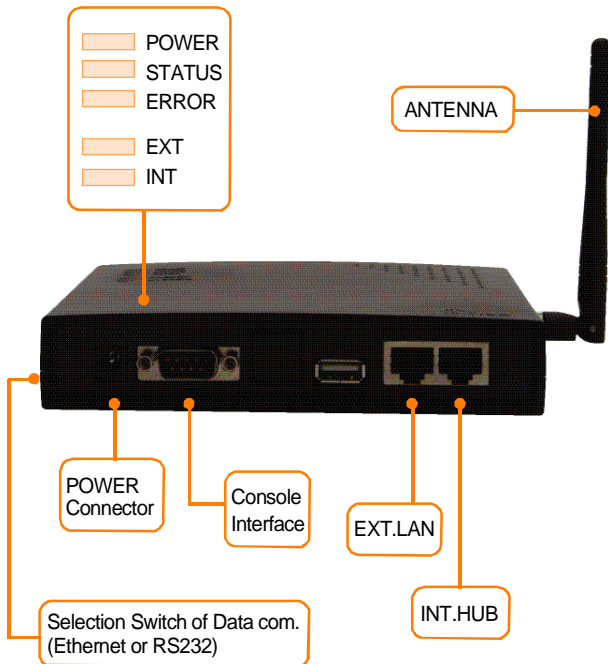 POWER
STATUS
ERROR
EXT
INT
ANTENNA
POWER
Connector
Console
Interface
EXT.LAN
INT.HUB
Selection Switch of Data com.
(Ethernet or RS232)